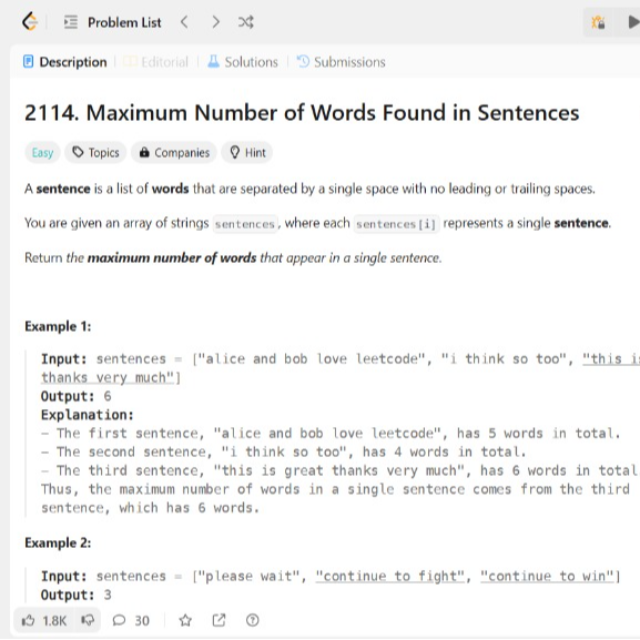 Problem List
Description Editorial Solutions Submissions
2114. Maximum Number of Words Found in Sentences
Easy Topics Companies Hint
A sentence is a list of words that are separated by a single space with no leading or trailing spaces.
You are given an array of strings sentences, where each sentences[i] represents a single sentence.
Return the maximum number of words that appear in a single sentence.
Example 1:
Input: sentences = ["alice and bob love leetcode", "i think so too", "this is
thanks very much"]
Output: 6
Explanation:
- The first sentence, "alice and bob love leetcode", has 5 words in total.
- The second sentence, "i think so too", has 4 words in total.
- The third sentence, "this is great thanks very much", has 6 words in total
Thus, the maximum number of words in a single sentence comes from the third
sentence, which has 6 words.
Example 2:
Input: sentences = ["please wait", "continue to fight", "continue to win"]
Output: 3
1.8K 30